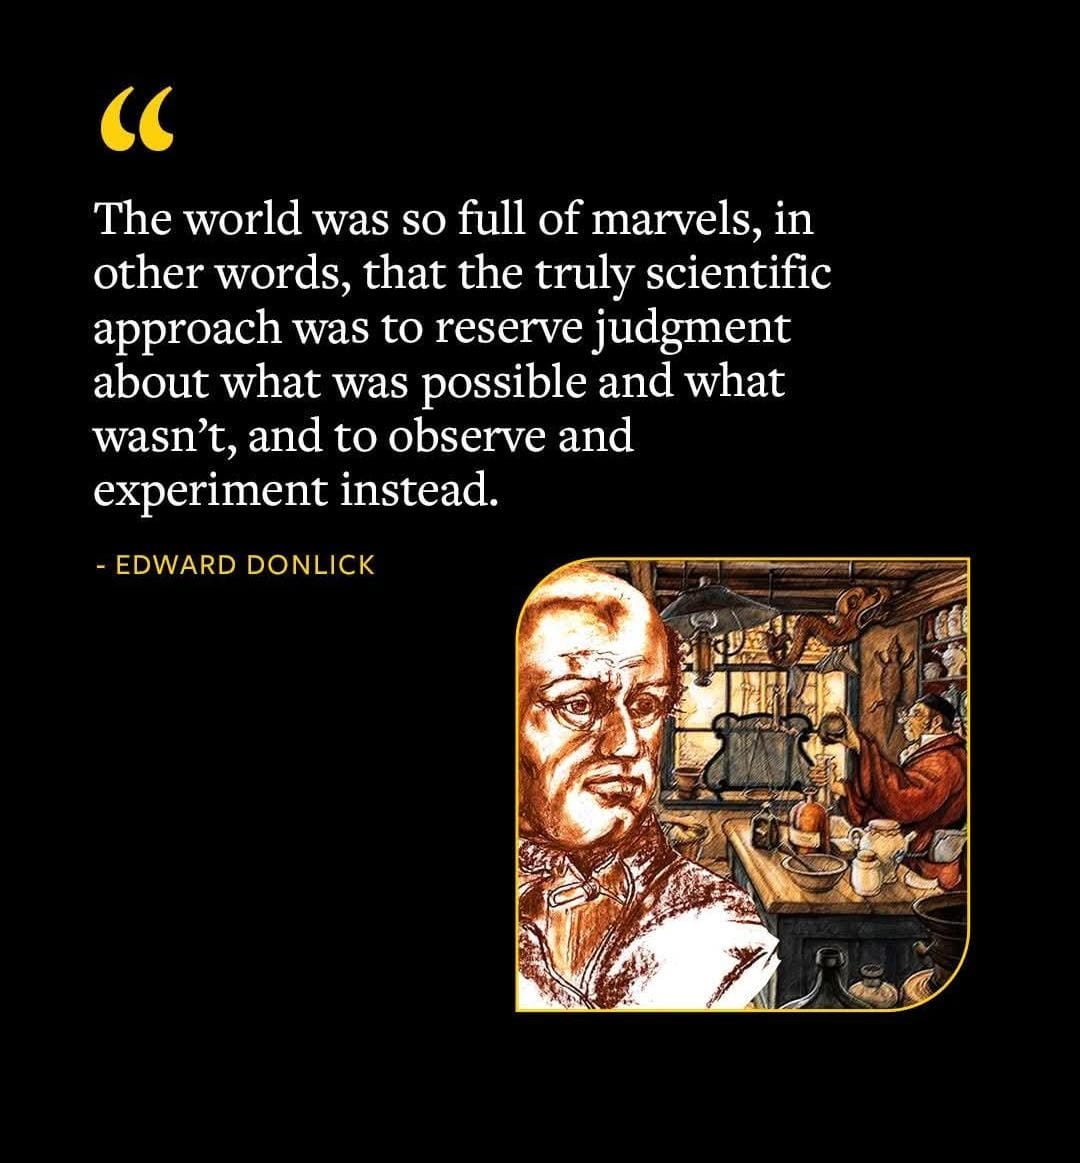 “
The world was so full of marvels, in
other words, that the truly scientific
approach was to reserve judgment
about what was possible and what
wasn’t, and to observe and
experiment instead.
- EDWARD DONLICK